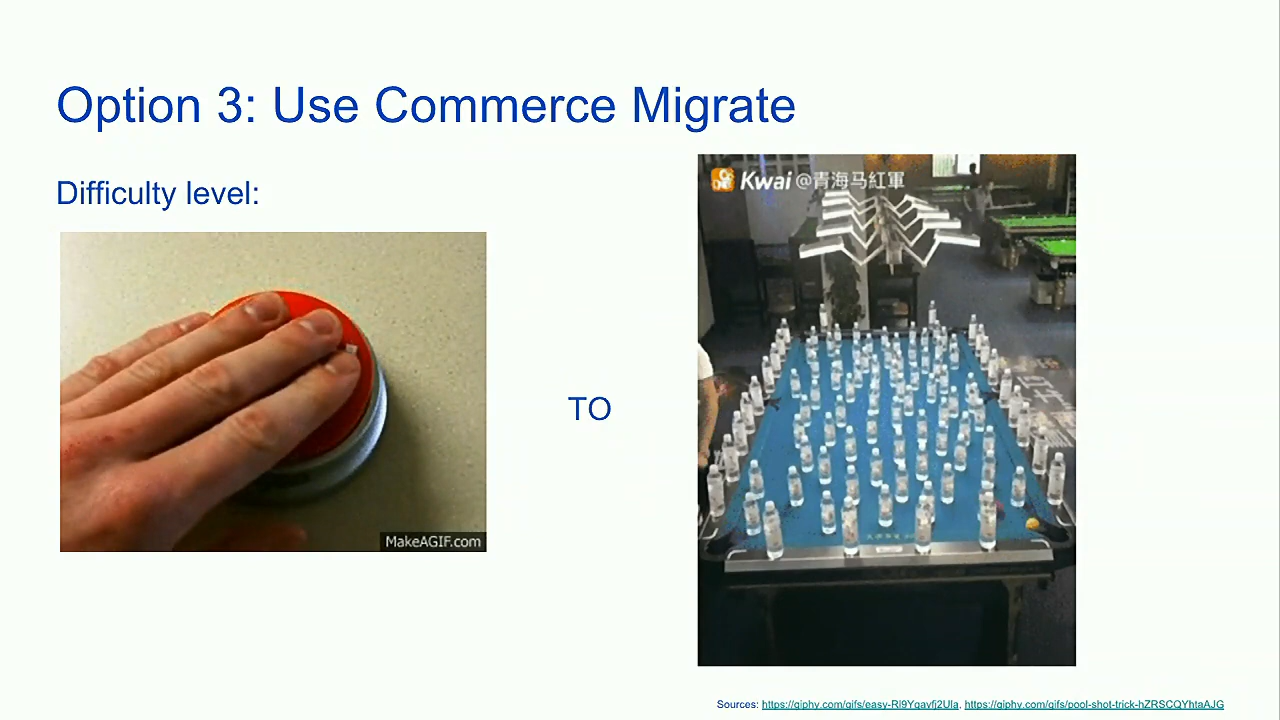 Option 3: Use Commerce Migrate
Difficulty level:
Kwai @青海马紅軍
TO
MakeAGIF.com
Sources: https://giphy.com/gifs/easy-Rl9Yqavfj2Ula, https://giphy.com/gifs/pool-shot-trick-hZRSCQYhtaAJG